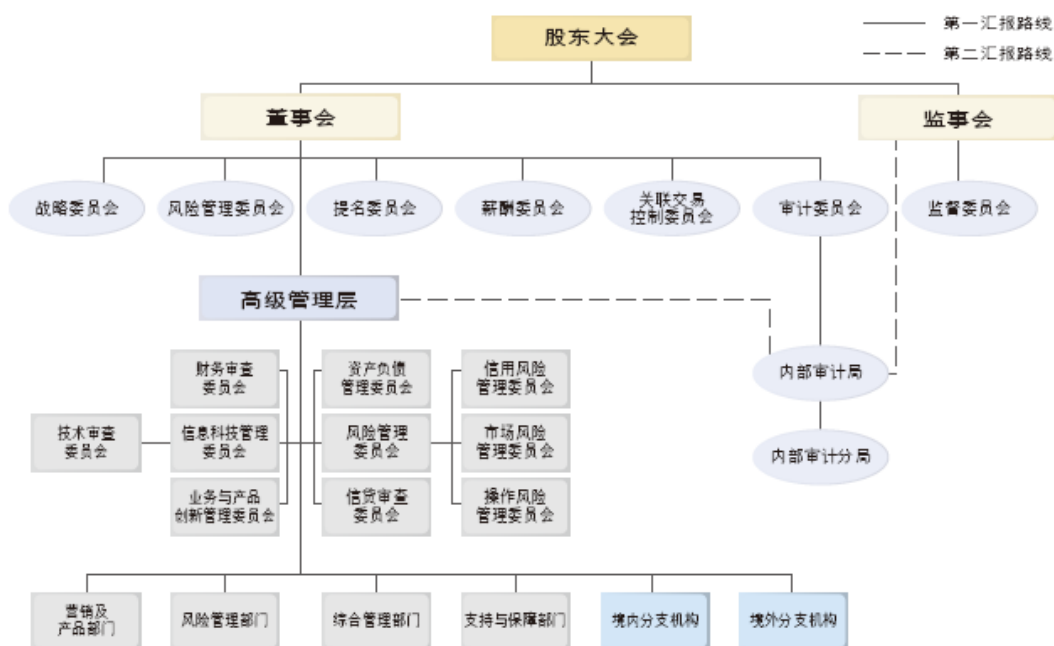 股东大会
第一汇报路线
第二汇报路线
董事会
监事会
战略委员会
风险管理委员会
提名委员会
薪酬委员会
关联交易
控制委员会
审计委员会
监督委员会
高级管理层
财务审查
委员会
资产负债
管理委员会
信用风险
管理委员会
内部审计局
技术审查
委员会
信息科技管理
委员会
风险管理
委员会
市场风险
管理委员会
内部审计分局
业务与产品
创新管理委员会
信贷审查
委员会
操作风险
管理委员会
营销及
产品部门
风险管理部门
综合管理部门
支持与保障部门
境内分支机构
境外分支机构